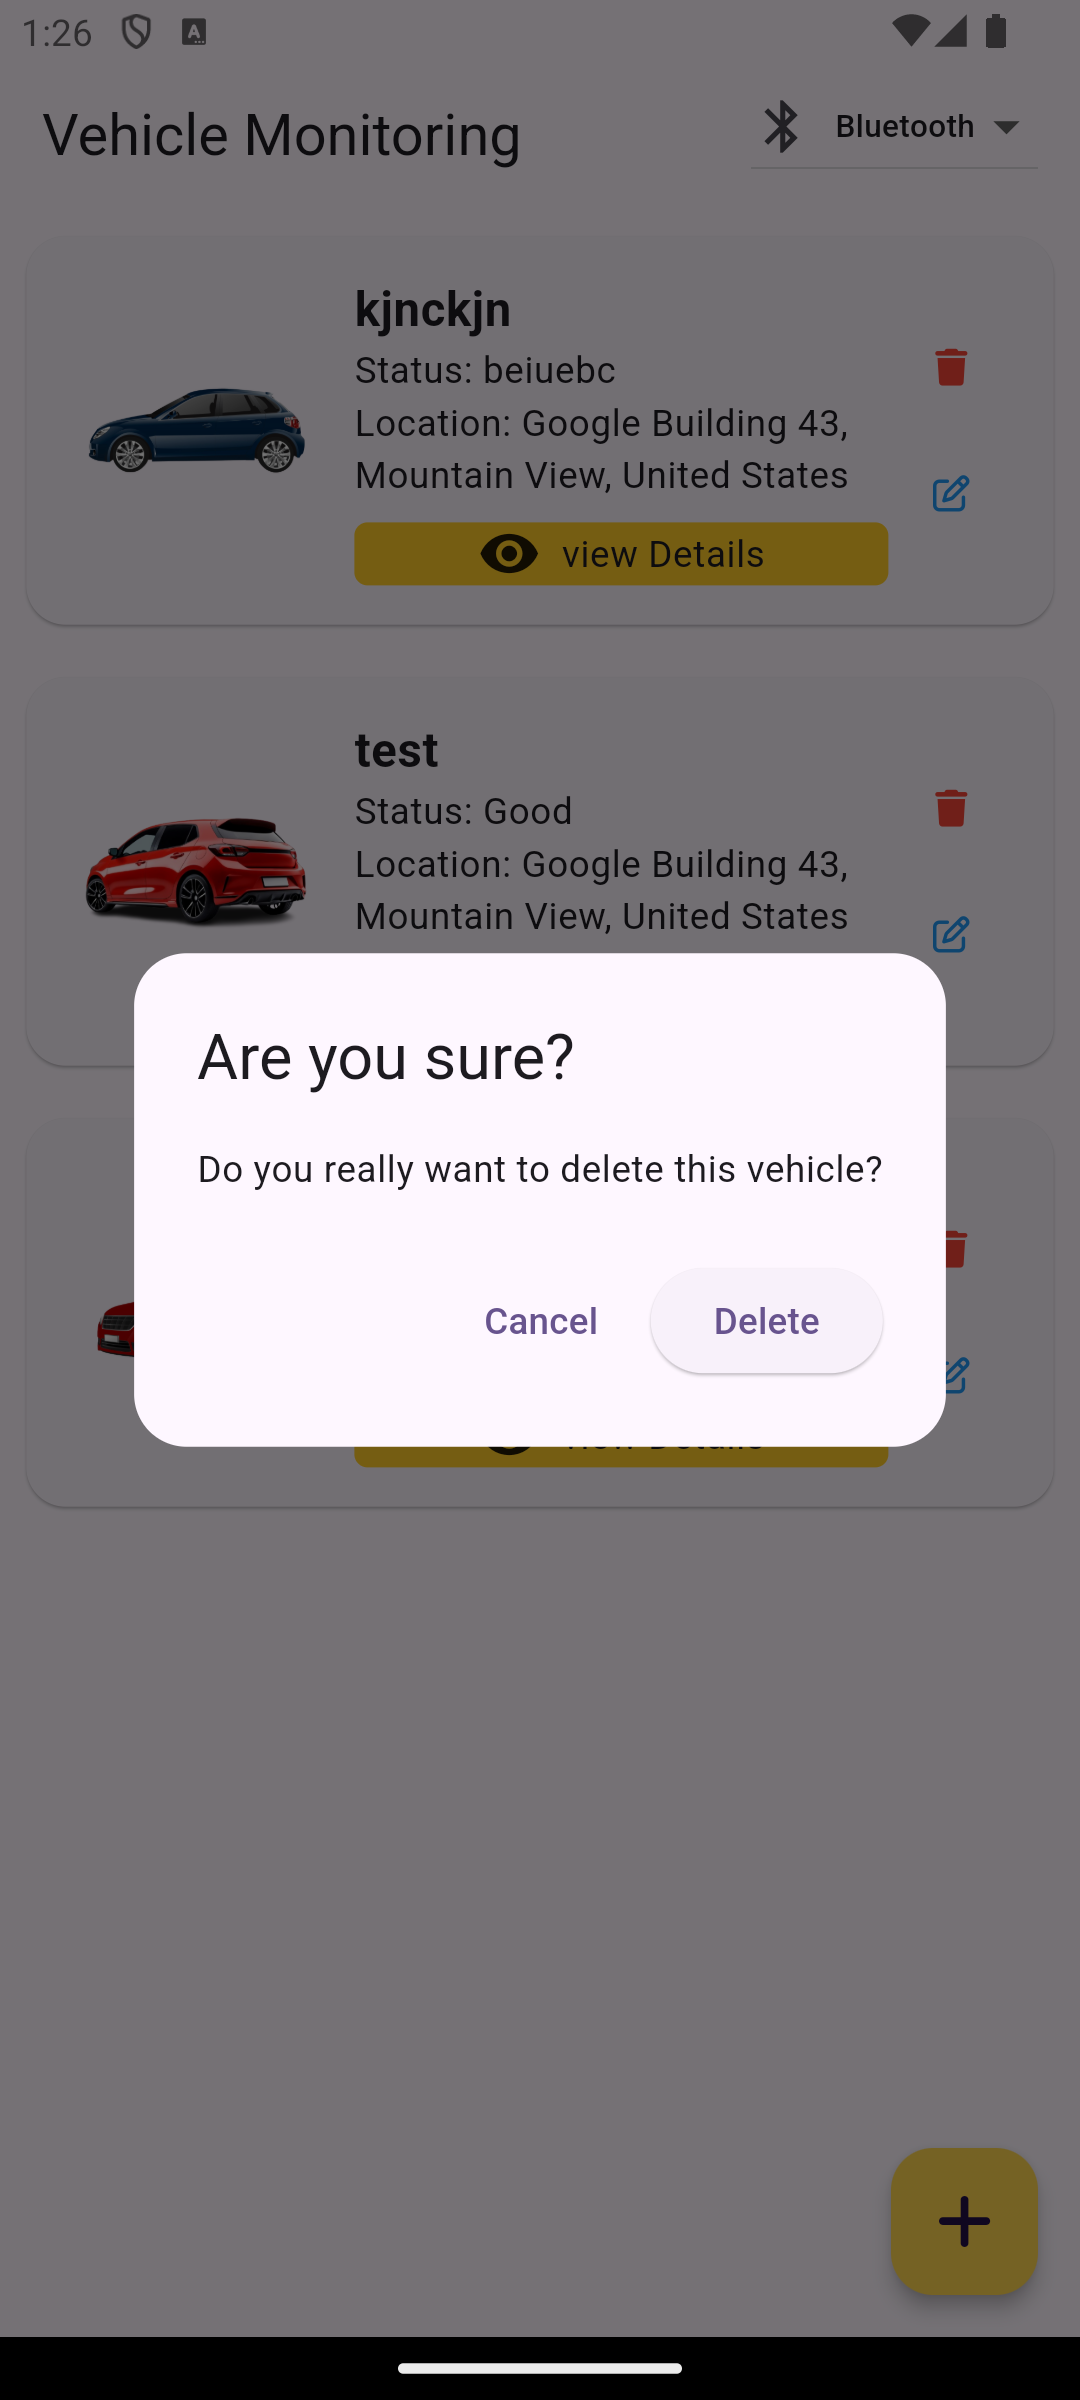 1:26
Vehicle Monitoring
Bluetooth
kjnckjn
Status: beiuebc
Location: Google Building 43,
Mountain View, United States
view Details
test
Status: Good
Location: Google Building 43,
Mountain View, United States
Are you sure?
Do you really want to delete this vehicle?
Cancel
Delete